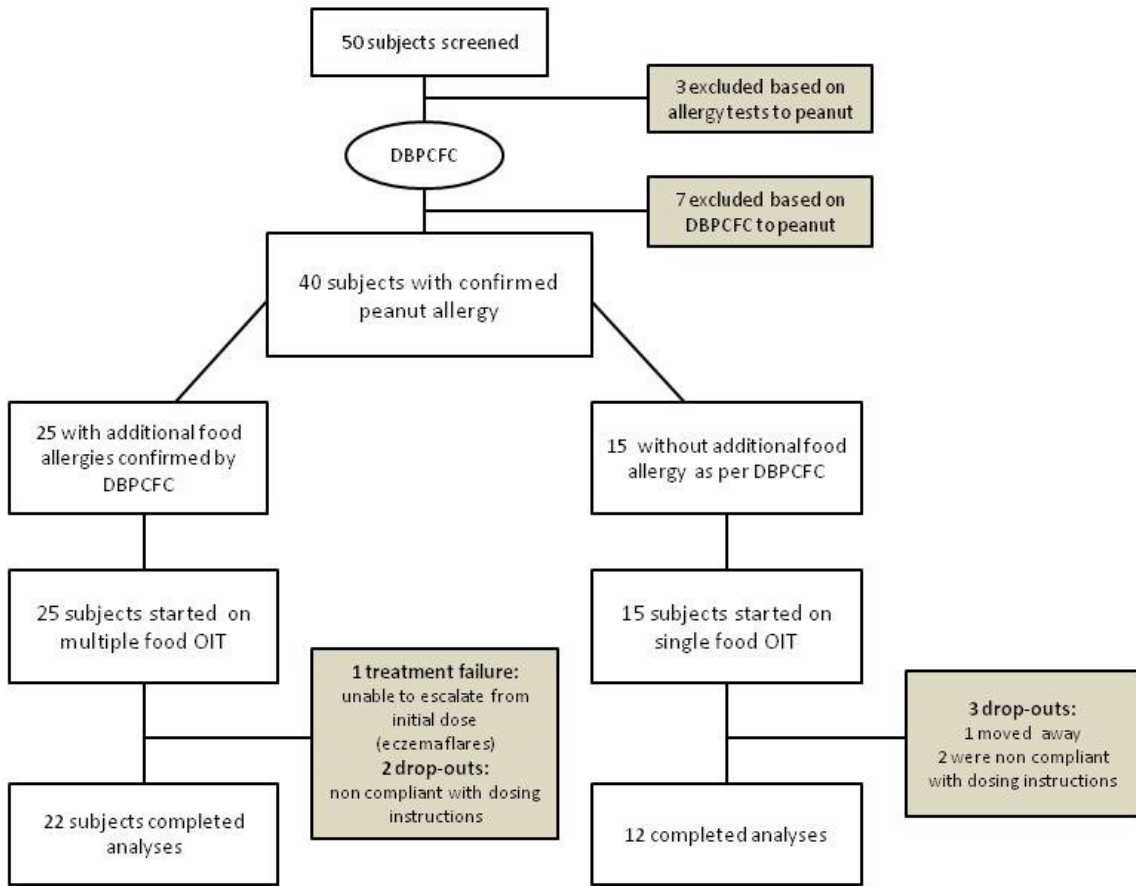 50 subjects screened
3 excluded based on
allergy tests to peanut
DBPCFC
7 excluded based on
DBPCFC to peanut
40 subjects with confirmed
peanut allergy
25 with additional food
allergies confirmed by
DBPCFC
15 without additional food
allergy as per DBPCFC
25 subjects started on
multiple food OIT
15 subjects started on
single food OIT
1 treatment failure:
unable to escalate from
initial dose
(eczema flares)
2 drop-outs:
non compliant with dosing
instructions
3 drop-outs:
1 moved away
2 were non compliant
with dosing instructions
22 subjects completed
analyses
12 completed analyses